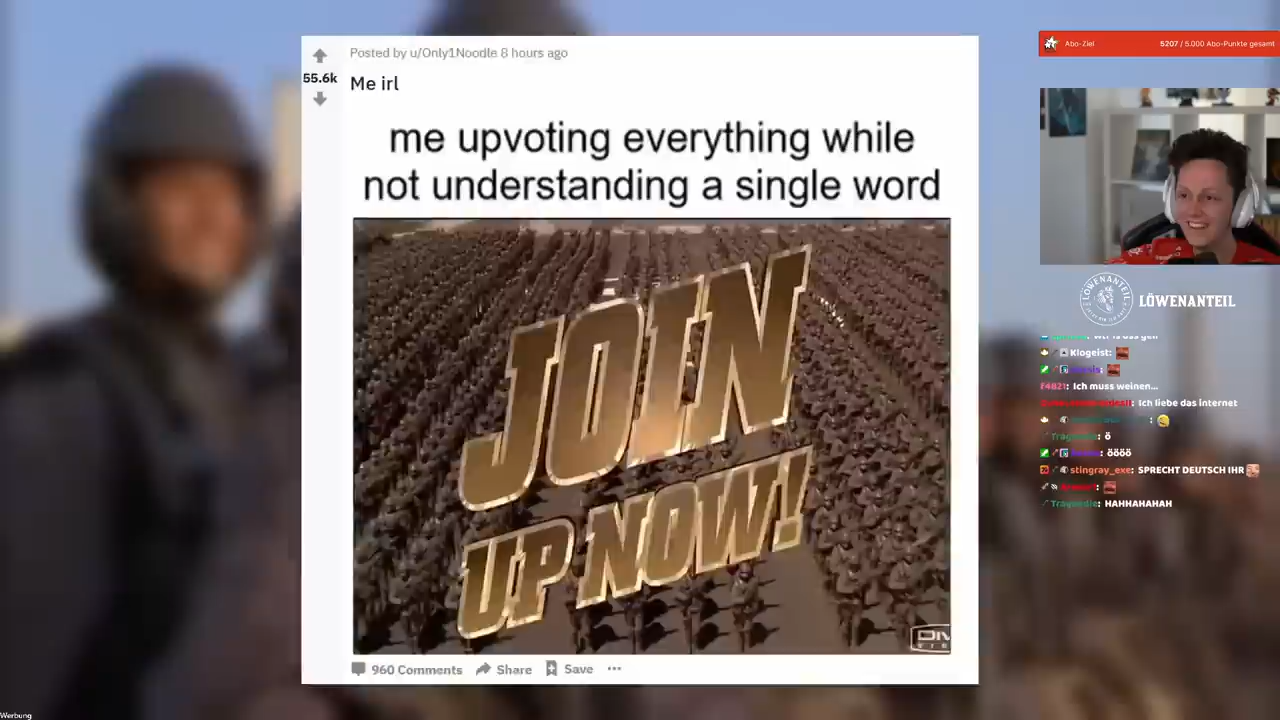 Posted by u/Only1Noodle 8 hours ago
55.6k
Me irl
me upvoting everything while
not understanding a single word
JOIN
UP NOW!
960 Comments Share Save ···
Abo-Ziel 5207 / 5.000 Abo-Punkte gesamt
LÖWENANTEIL
LÖWENANTEIL
Klogeist:
F4821: Ich muss weinen...
: Ich liebe das internet
: ö
: öööö
stingray_exe: SPRECHT DEUTSCH IHR
: HAHHAHAHAH
Werbung